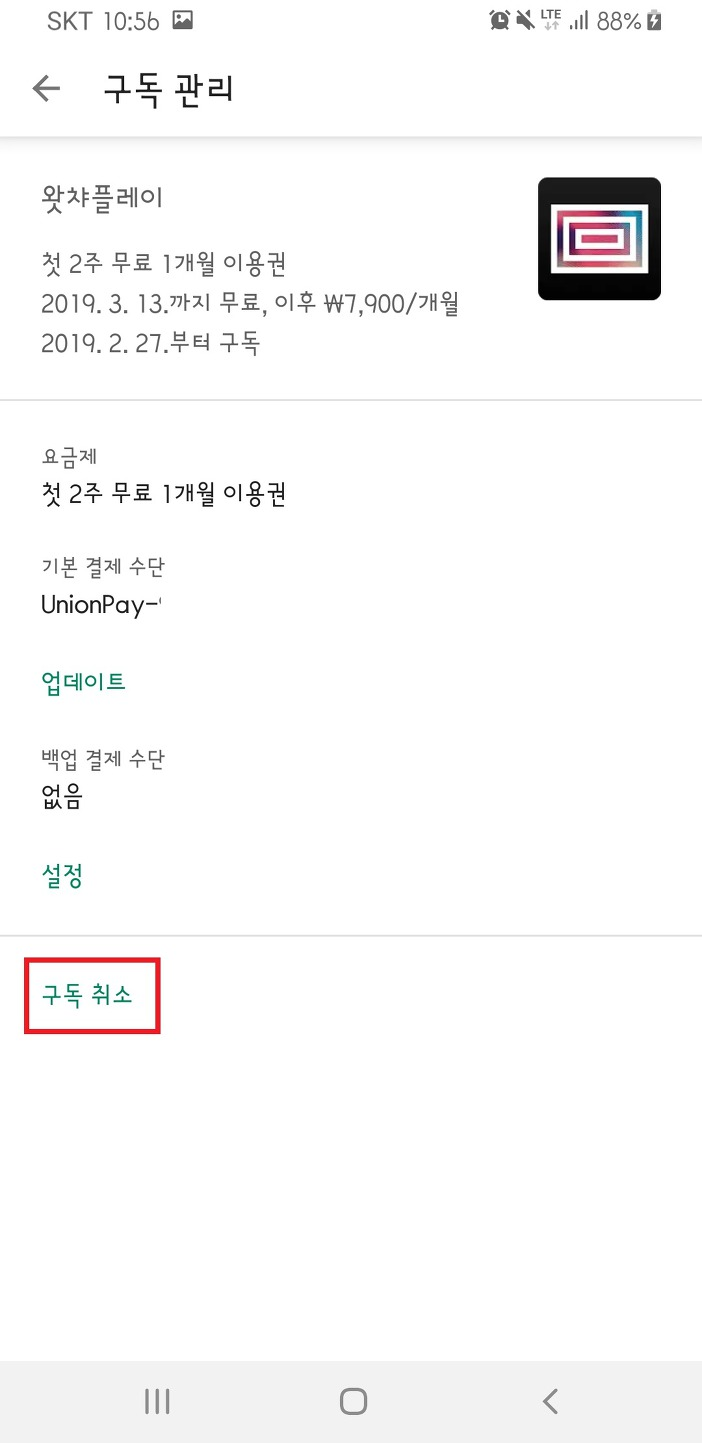 SKT 10:56
LTE
88%
구독 관리
왓챠플레이
첫 2주 무료 1개월 이용권
2019. 3. 13.까지 무료, 이후 ₩7,900/개월
2019. 2. 27.부터 구독
요금제
첫 2주 무료 1개월 이용권
기본 결제 수단
UnionPay-
업데이트
백업 결제 수단
없음
설정
구독 취소